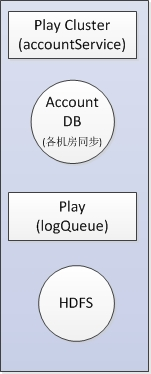 Play Cluster
(accountService)
Account
DB
(各机房同步)
Play
(logQueue)
HDFS